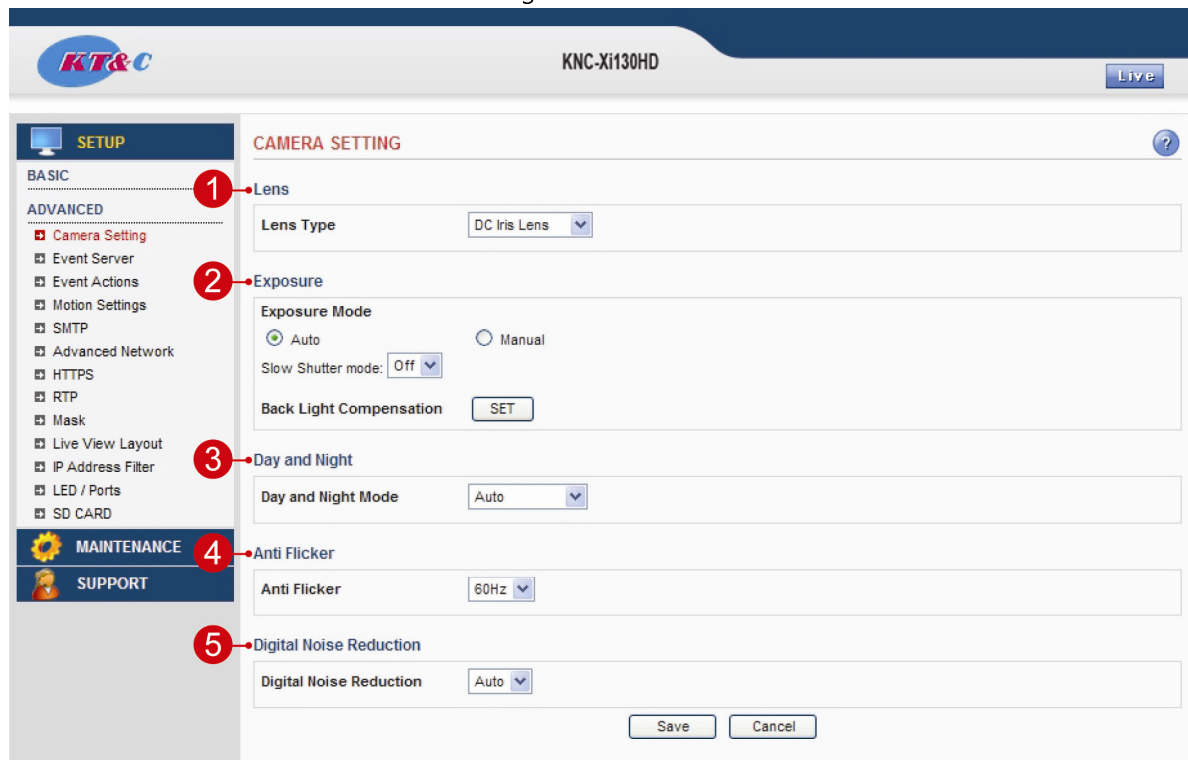 KT&C
KNC-Xi130HD
Live
SETUP
BASIC
ADVANCED
Camera Setting
Event Server
Event Actions
Motion Settings
SMTP
Advanced Network
HTTPS
RTP
Mask
Live View Layout
IP Address Filter
LED / Ports
SD CARD
MAINTENANCE
SUPPORT
CAMERA SETTING
?
1
Lens
Lens Type DC Iris Lens
2
Exposure
Exposure Mode
Auto Manual
Slow Shutter mode: Off
Back Light Compensation SET
3
Day and Night
Day and Night Mode Auto
4
Anti Flicker
Anti Flicker 60Hz
5
Digital Noise Reduction
Digital Noise Reduction Auto
Save Cancel